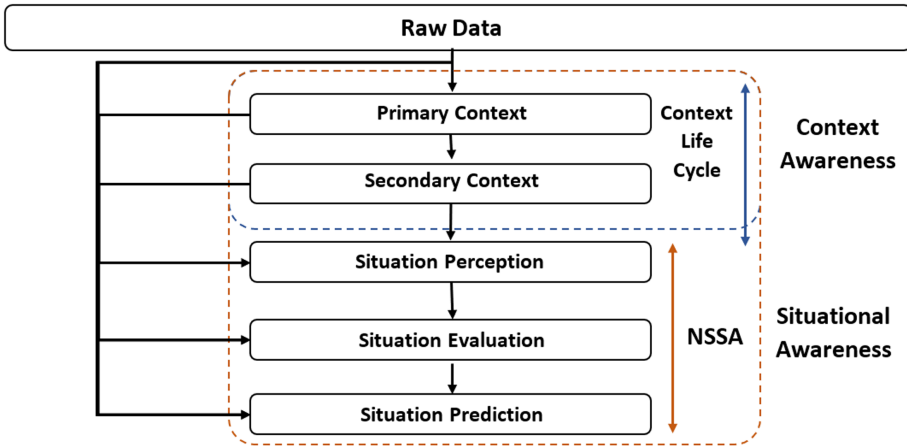 Raw Data
Primary Context
Secondary Context
Context
Life
Cycle
Context
Awareness
Situation Perception
Situation Evaluation
Situation Prediction
NSSA
Situational
Awareness